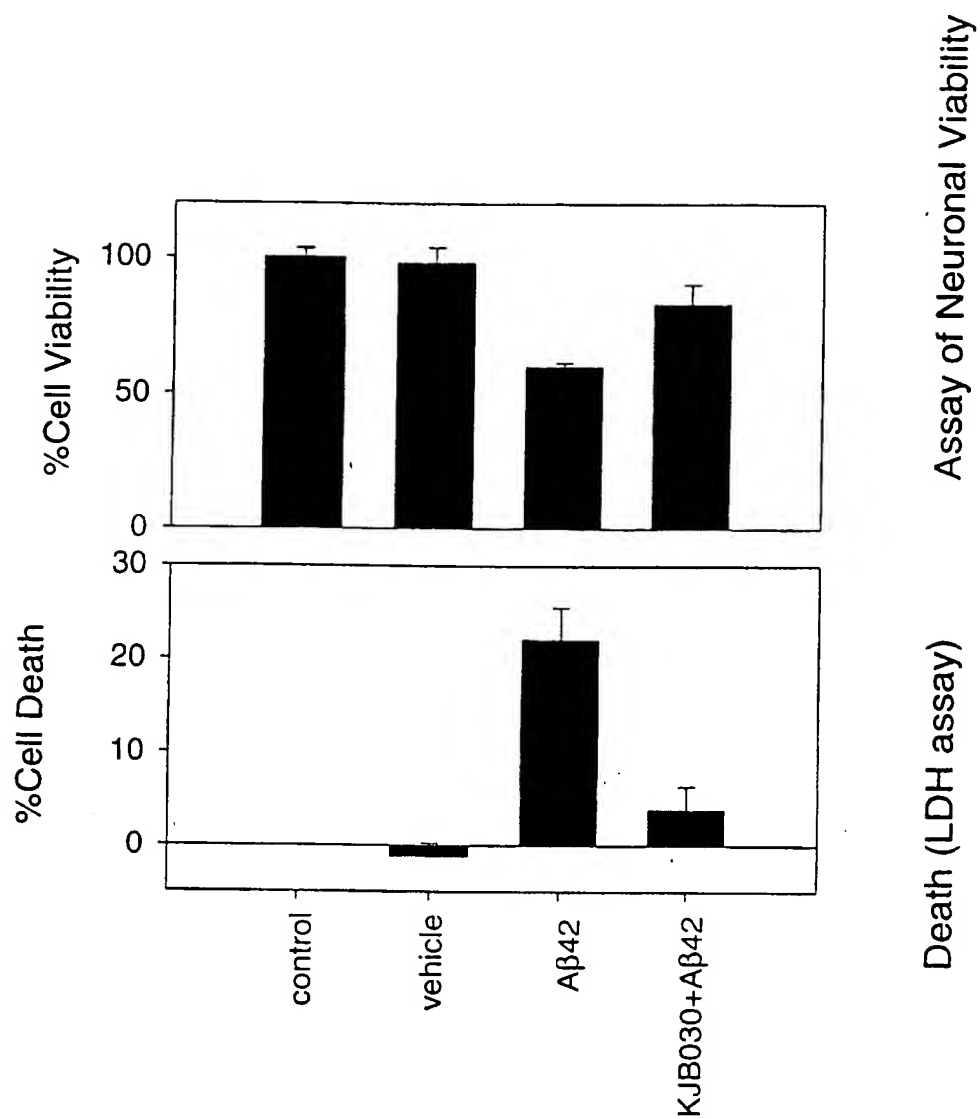 %Cell Viability
100
50
0
Assay of Neuronal Viability
%Cell Death
30
20
10
0
Death (LDH assay)
control
vehicle
Aβ42
KJB030+Aβ42